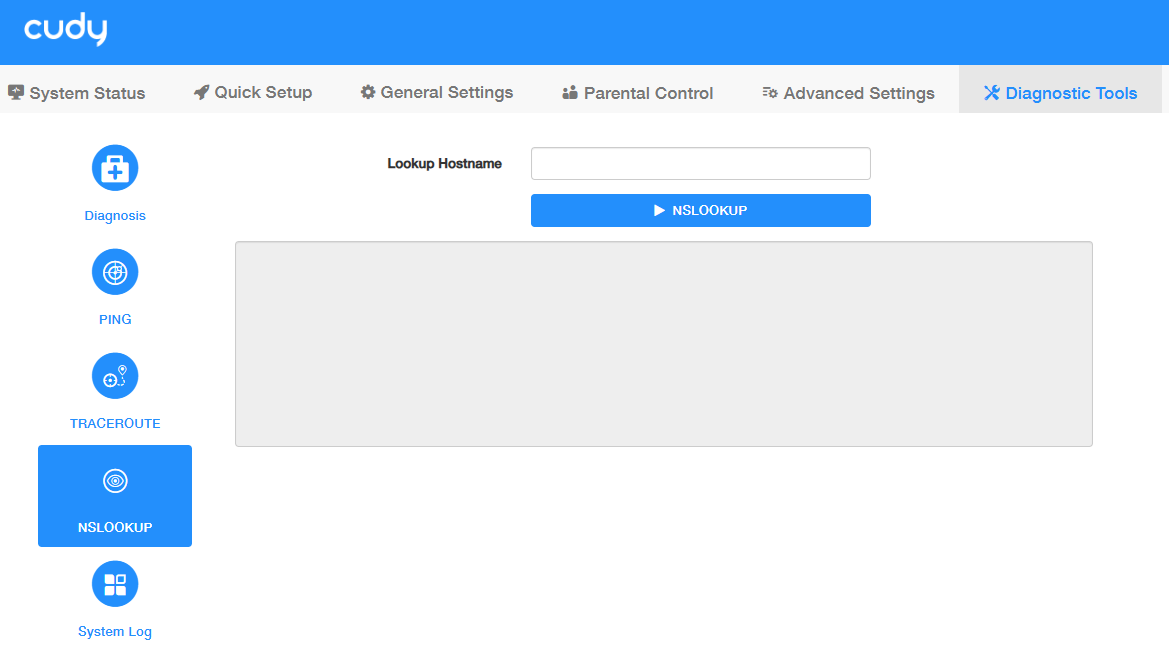 cudy
System Status
Quick Setup
General Settings
Parental Control
Advanced Settings
Diagnostic Tools
Diagnosis
PING
TRACEROUTE
NSLOOKUP
System Log
Lookup Hostname
NSLOOKUP